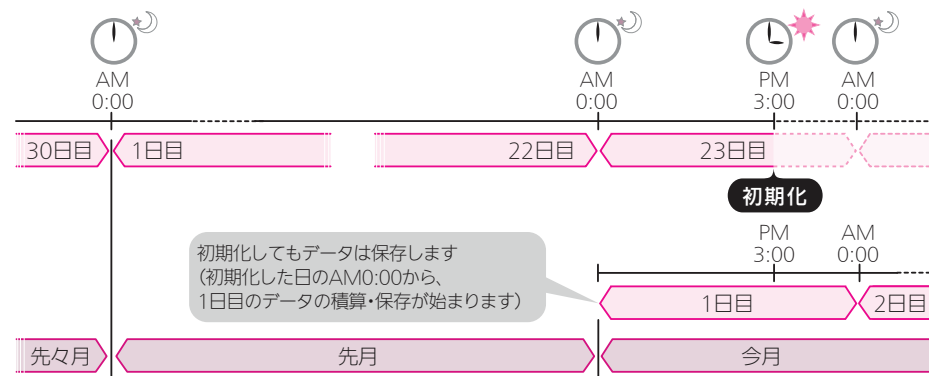 AM
0:00
AM
0:00
PM
3:00
AM
0:00
30日目
1日目
22日目
23日目
初期化
PM
3:00
AM
0:00
初期化してもデータは保存します
(初期化した日のAM0:00から、
1日目のデータの積算・保存が始まります)
1日目
2日目
先々月
先月
今月